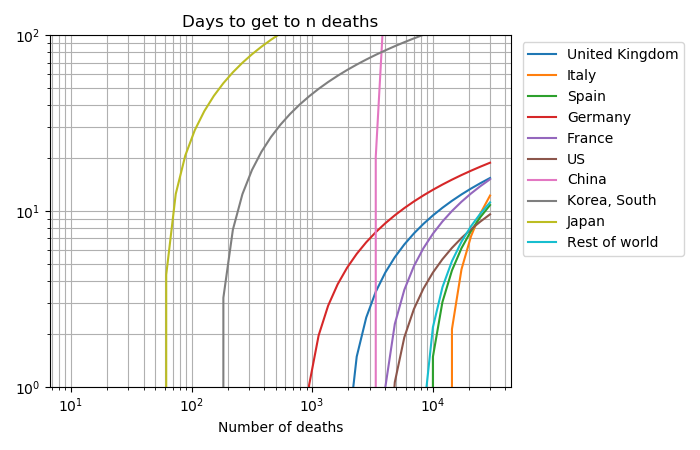 Days to get to n deaths
10²
10¹
10⁰
10¹
10²
10³
10⁴
Number of deaths
United Kingdom
Italy
Spain
Germany
France
US
China
Korea, South
Japan
Rest of world